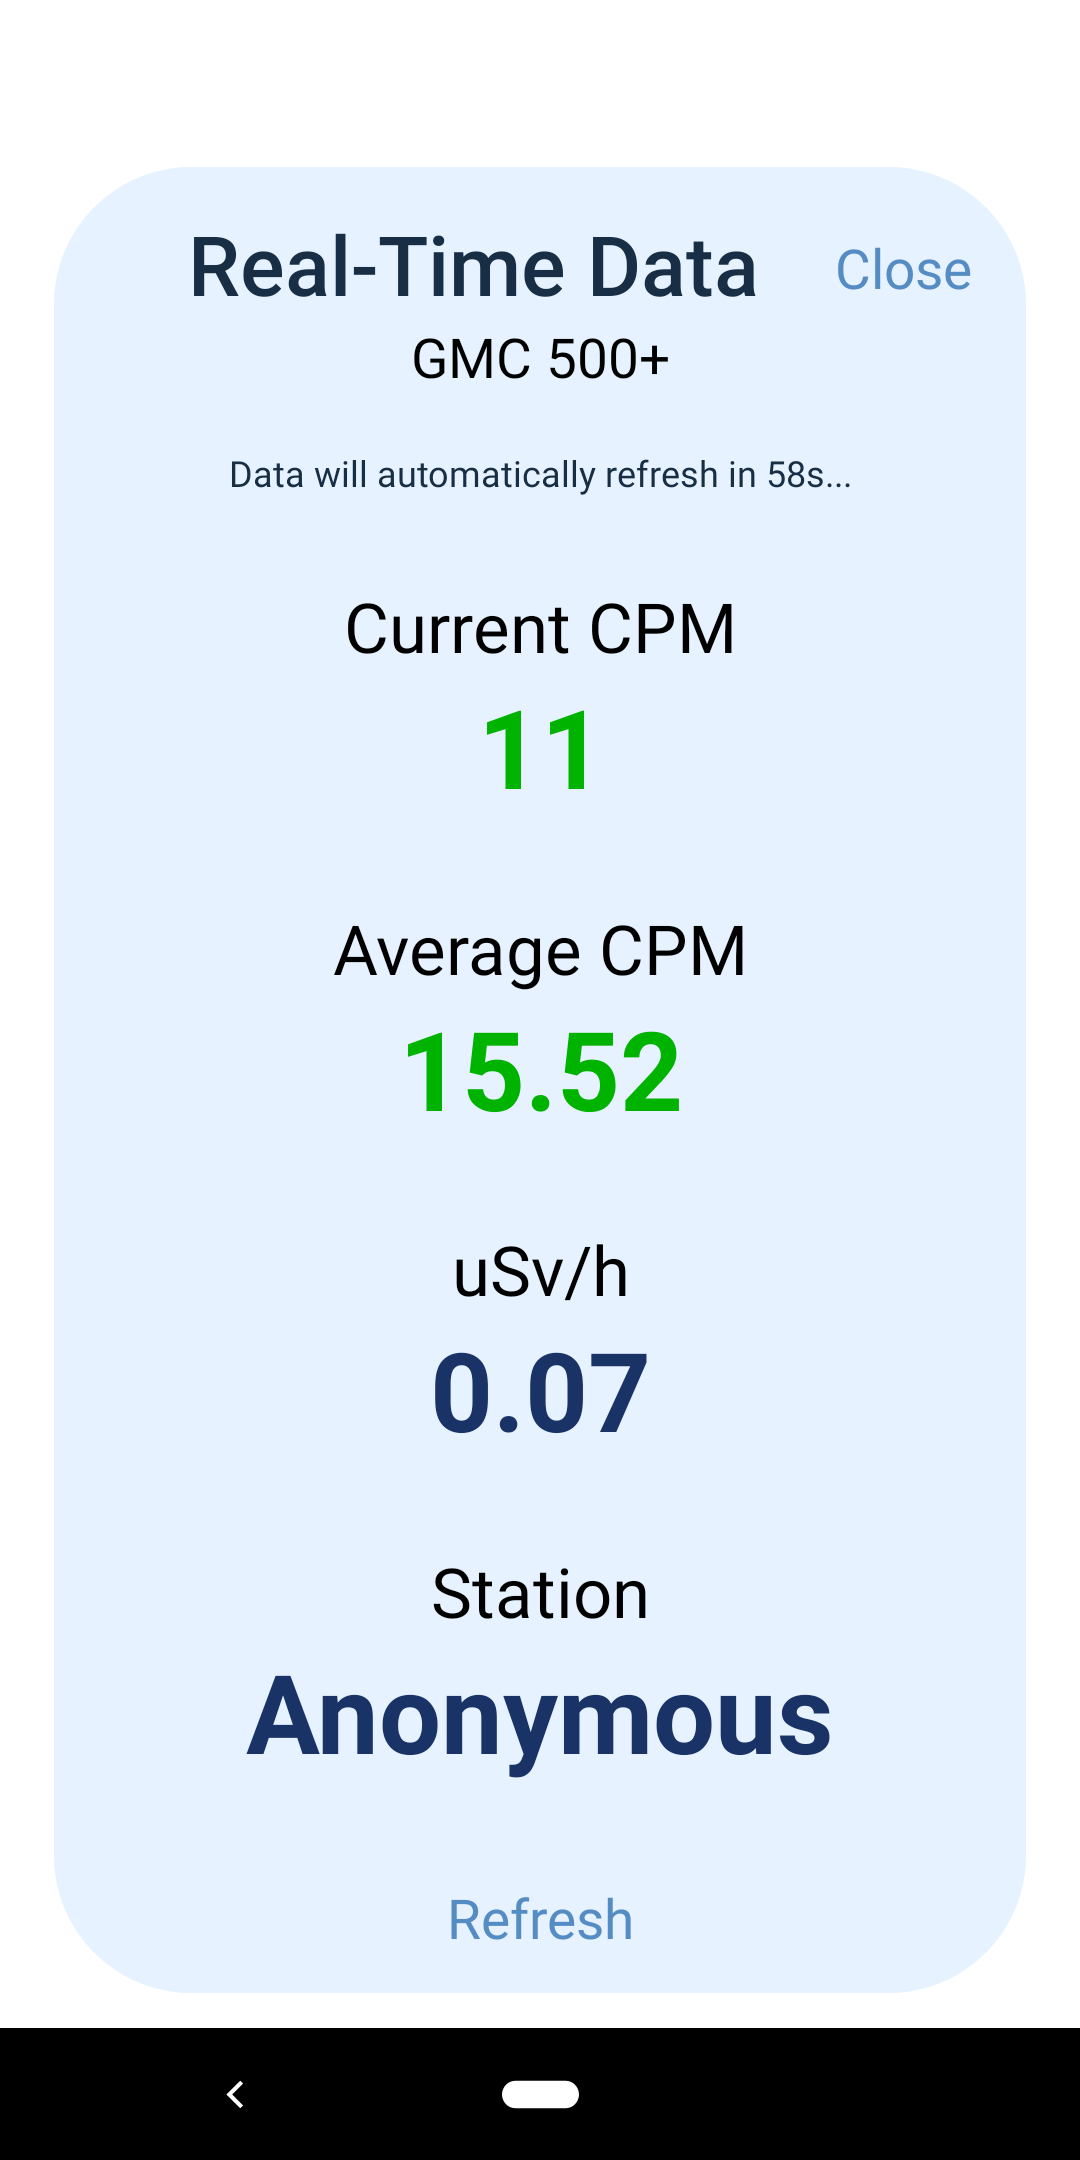 Real-Time Data
Close
GMC 500+
Data will automatically refresh in 58s...
Current CPM
11
Average CPM
15.52
uSv/h
0.07
Station
Anonymous
Refresh